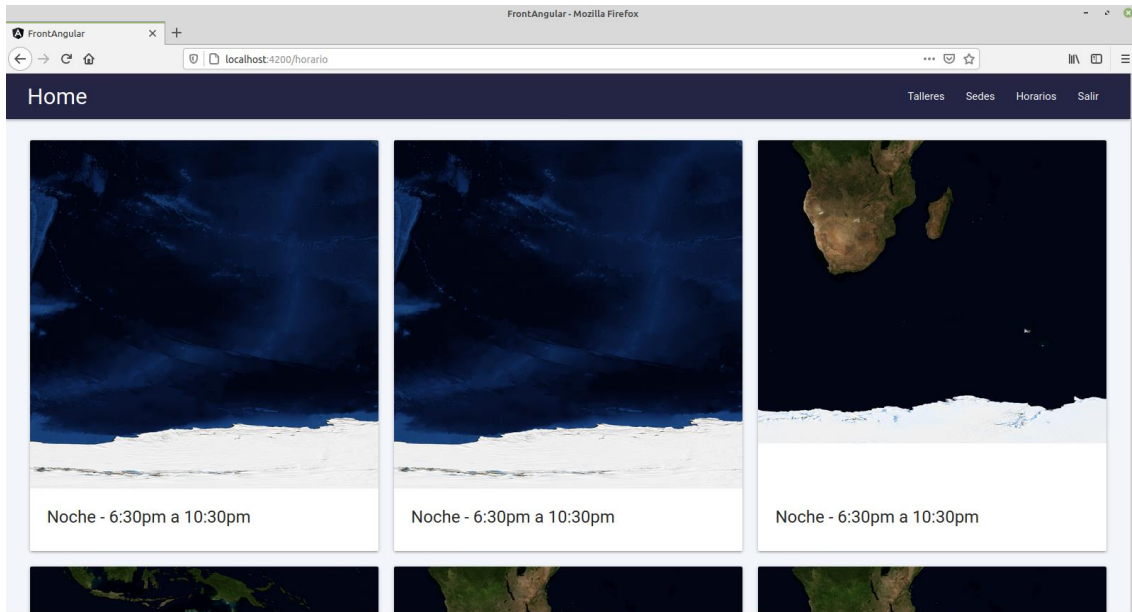 FrontAngular - Mozilla Firefox
FrontAngular
localhost:4200/horario
Home
Talleres Sedes Horarios Salir
Noche - 6:30pm a 10:30pm
Noche - 6:30pm a 10:30pm
Noche - 6:30pm a 10:30pm